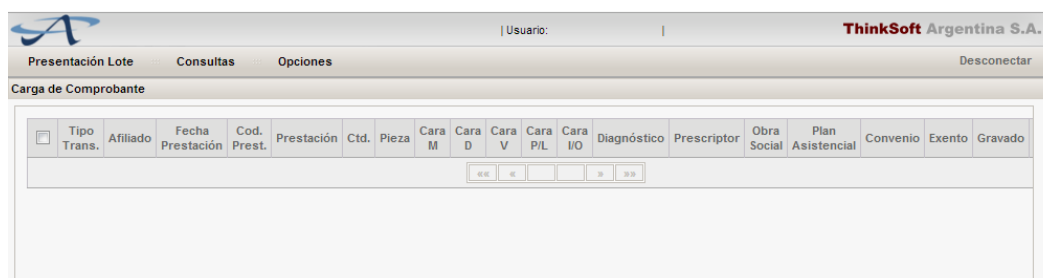 | Usuario: |
ThinkSoft Argentina S.A.
Presentación Lote Consultas Opciones Desconectar
Carga de Comprobante
Tipo Trans. Afiliado Fecha Prestación Cod. Prest. Prestación Ctd. Pieza Cara M Cara D Cara V Cara P/L Cara I/O Diagnóstico Prescriptor Obra Social Plan Asistencial Convenio Exento Gravado
«« « » »»